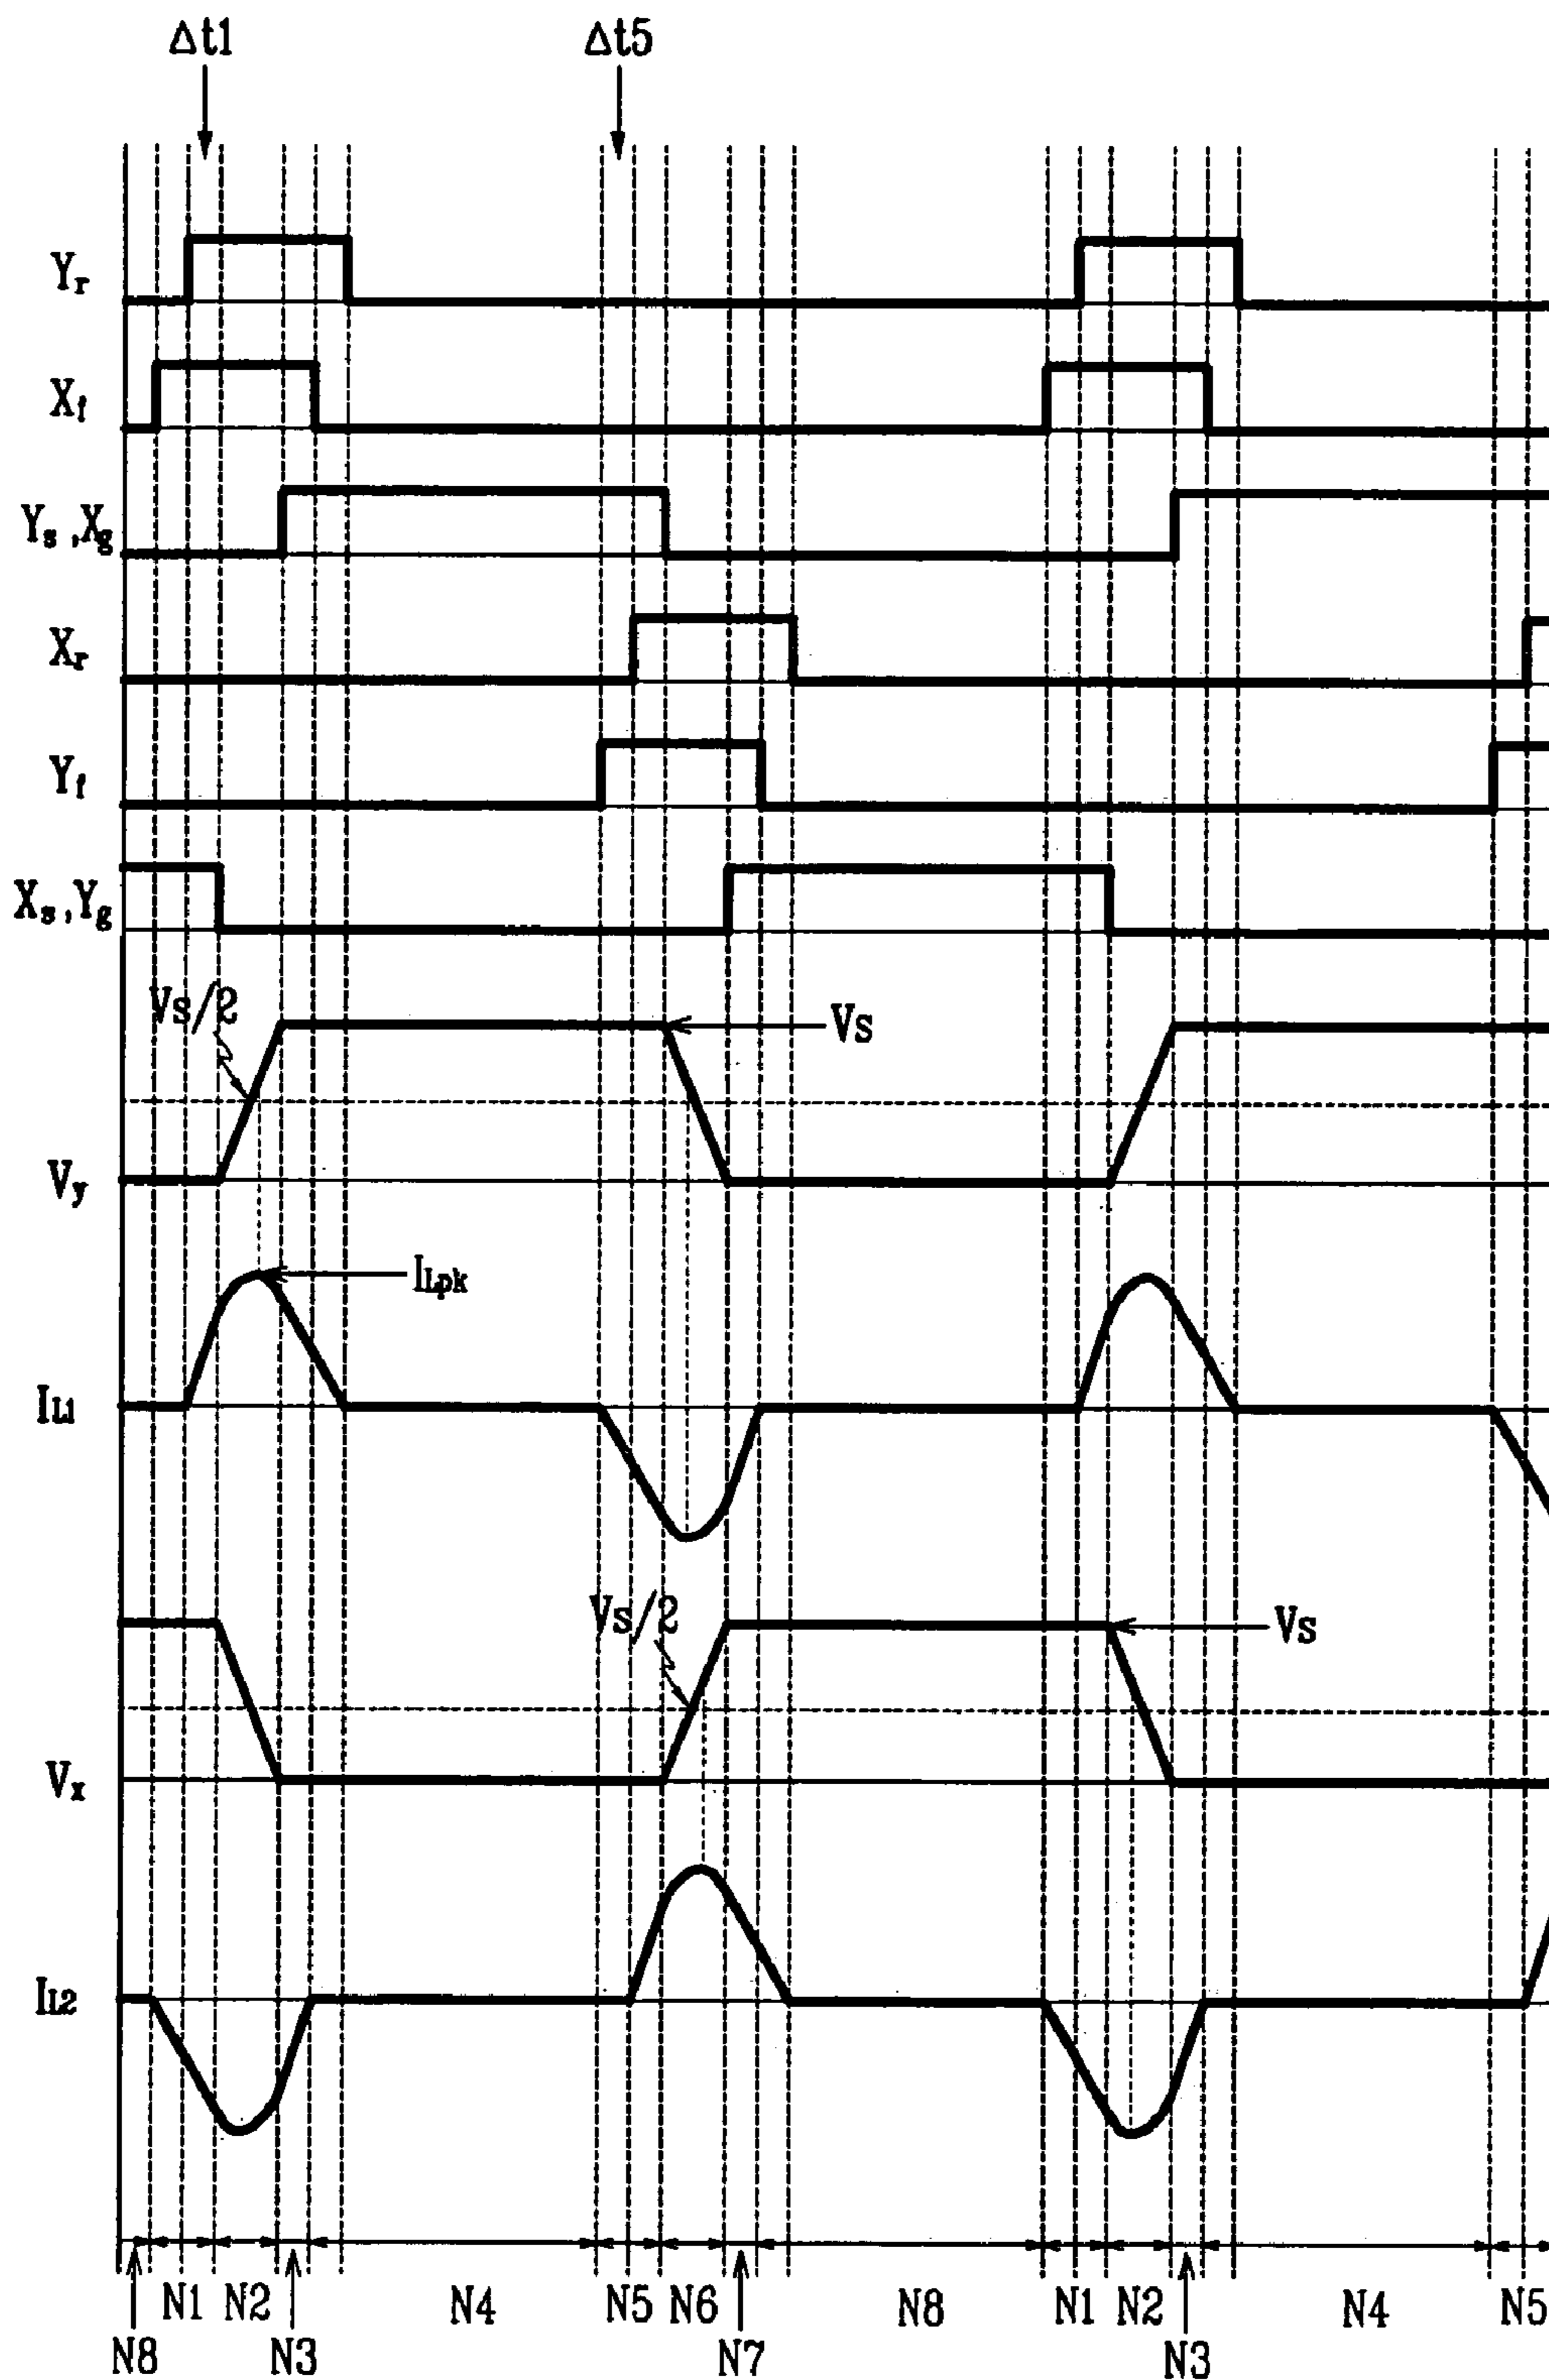 Δt1 Δt5
Yr
Xf
Ys ,Xg
Xr
Yf
Xs ,Yg
Vs/2
Vs
Vy
ILpk
IL1
Vs/2
Vs
Vx
IL2
N1 N2 N4 N5 N6 N8 N1 N2 N4 N5
N8 N3 N7 N3